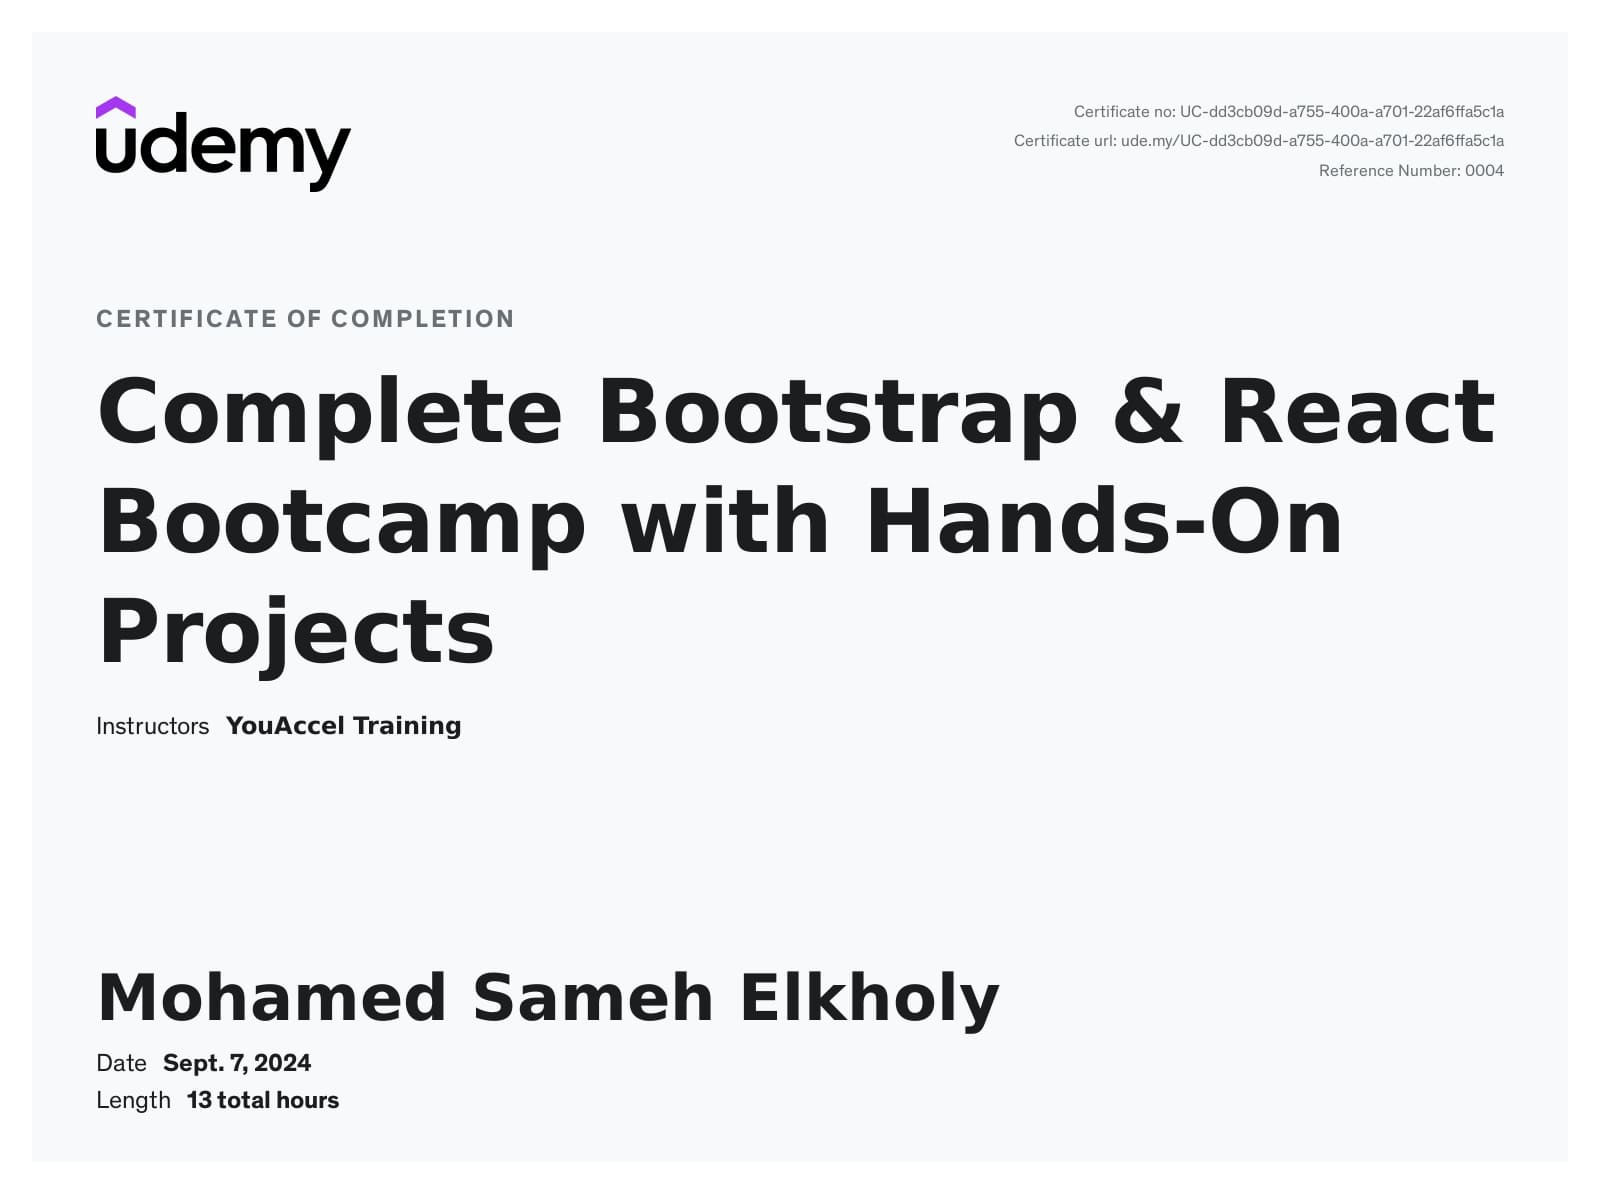 udemy
Certificate no: UC-dd3cb09d-a755-400a-a701-22af6ffa5c1a
Certificate url: ude.my/UC-dd3cb09d-a755-400a-a701-22af6ffa5c1a
Reference Number: 0004
CERTIFICATE OF COMPLETION
Complete Bootstrap & React
Bootcamp with Hands-On
Projects
Instructors YouAccel Training
Mohamed Sameh Elkholy
Date Sept. 7, 2024
Length 13 total hours